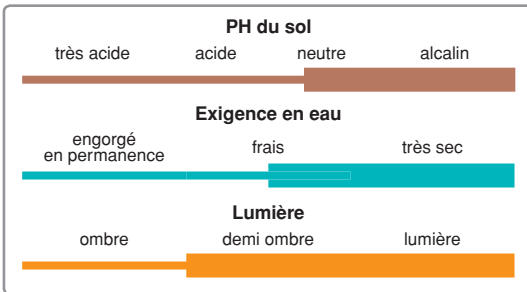 PH du sol
très acide acide neutre alcalin
Exigence en eau
engorgé
en permanence frais très sec
Lumière
ombre demi ombre lumière